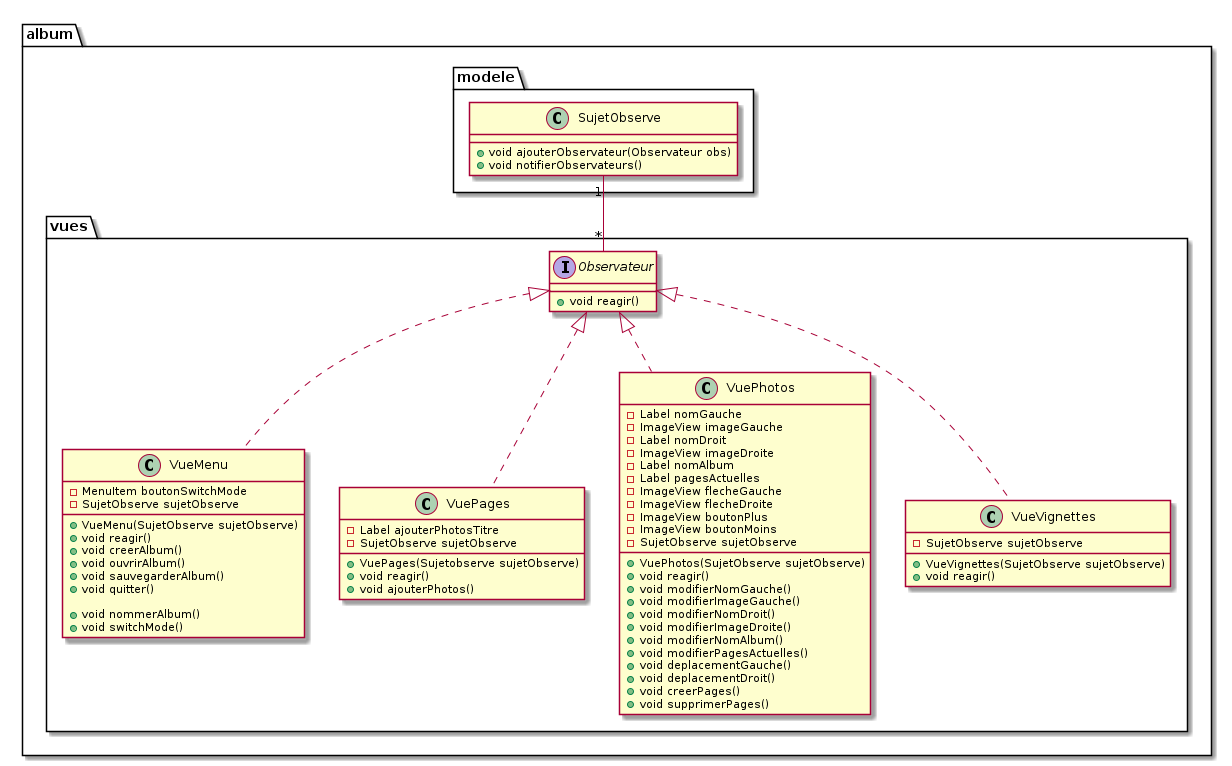 album
modele
C SujetObserve
void ajouterObservateur(Observateur obs)
void notifierObservateurs()
1
*
vues
I Observateur
void reagir()
C VueMenu
MenuItem boutonSwitchMode
SujetObserve sujetObserve
VueMenu(SujetObserve sujetObserve)
void reagir()
void creerAlbum()
void ouvrirAlbum()
void sauvegarderAlbum()
void quitter()
void nommerAlbum()
void switchMode()
C VuePages
Label ajouterPhotosTitre
SujetObserve sujetObserve
VuePages(Sujetobserve sujetObserve)
void reagir()
void ajouterPhotos()
C VuePhotos
Label nomGauche
ImageView imageGauche
Label nomDroit
ImageView imageDroite
Label nomAlbum
Label pagesActuelles
ImageView flecheGauche
ImageView flecheDroite
ImageView boutonPlus
ImageView boutonMoins
SujetObserve sujetObserve
VuePhotos(SujetObserve sujetObserve)
void reagir()
void modifierNomGauche()
void modifierImageGauche()
void modifierNomDroit()
void modifierImageDroite()
void modifierNomAlbum()
void modifierPagesActuelles()
void deplacementGauche()
void deplacementDroit()
void creerPages()
void supprimerPages()
C VueVignettes
SujetObserve sujetObserve
VueVignettes(SujetObserve sujetObserve)
void reagir()